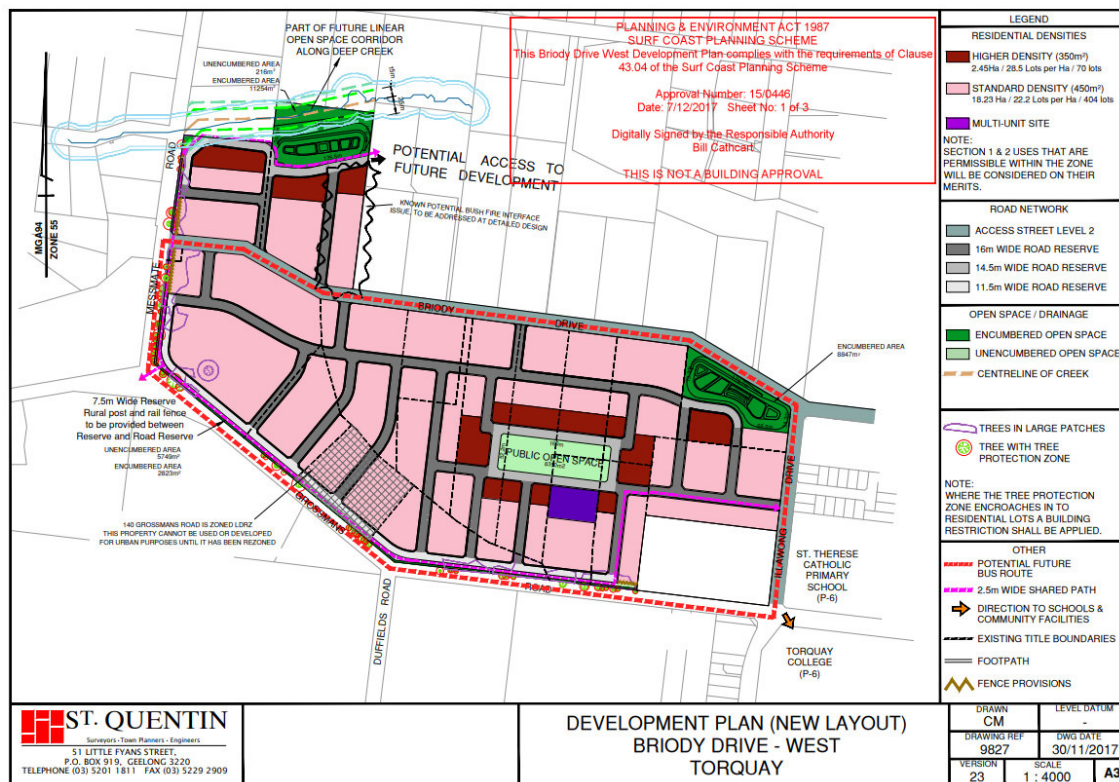 PART OF FUTURE LINEAR
OPEN SPACE CORRIDOR
ALONG DEEP CREEK
UNENCUMBERED AREA
216m²
ENCUMBERED AREA
11254m²
15m
PLANNING & ENVIRONMENT ACT 1987
SURF COAST PLANNING SCHEME
This Briody Drive West Development Plan complies with the requirements of Clause
43.04 of the Surf Coast Planning Scheme
Approval Number: 15/0446
Date: 7/12/2017 Sheet No: 1 of 3
Digitally Signed by the Responsible Authority
Bill Cathcart
THIS IS NOT A BUILDING APPROVAL
POTENTIAL ACCESS TO
FUTURE DEVELOPMENT
KNOWN POTENTIAL BUSH FIRE INTERFACE
ISSUE, TO BE ADDRESSED AT DETAILED DESIGN
MGA94
ZONE 55
ROAD
MESSMATE
BRIODY
DRIVE
ENCUMBERED AREA
8847m²
7.5m Wide Reserve
Rural post and rail fence
to be provided between
Reserve and Road Reserve
UNENCUMBERED AREA
5749m²
ENCUMBERED AREA
2823m²
PUBLIC OPEN SPACE
140 GROSSMANS ROAD IS ZONED LDRZ
THIS PROPERTY CANNOT BE USED OR DEVELOPED
FOR URBAN PURPOSES UNTIL IT HAS BEEN REZONED
GROSSMANS
ROAD
DUFFIELDS ROAD
ILLAWONG DRIVE
ST. THERESE
CATHOLIC
PRIMARY
SCHOOL
(P-6)
TORQUAY
COLLEGE
(P-6)
LEGEND
RESIDENTIAL DENSITIES
HIGHER DENSITY (350m²)
2.45Ha / 28.5 Lots per Ha / 70 lots
STANDARD DENSITY (450m²)
18.23 Ha / 22.2 Lots per Ha / 404 lots
MULTI-UNIT SITE
NOTE:
SECTION 1 & 2 USES THAT ARE
PERMISSIBLE WITHIN THE ZONE
WILL BE CONSIDERED ON THEIR
MERITS.
ROAD NETWORK
ACCESS STREET LEVEL 2
16m WIDE ROAD RESERVE
14.5m WIDE ROAD RESERVE
11.5m WIDE ROAD RESERVE
OPEN SPACE / DRAINAGE
ENCUMBERED OPEN SPACE
UNENCUMBERED OPEN SPACE
CENTRELINE OF CREEK
TREES IN LARGE PATCHES
TREE WITH TREE
PROTECTION ZONE
NOTE:
WHERE THE TREE PROTECTION
ZONE ENCROACHES IN TO
RESIDENTIAL LOTS A BUILDING
RESTRICTION SHALL BE APPLIED.
OTHER
POTENTIAL FUTURE
BUS ROUTE
2.5m WIDE SHARED PATH
DIRECTION TO SCHOOLS &
COMMUNITY FACILITIES
EXISTING TITLE BOUNDARIES
FOOTPATH
FENCE PROVISIONS
ST. QUENTIN
Surveyors - Town Planners - Engineers
51 LITTLE FYANS STREET,
P.O. BOX 919, GEELONG 3220
TELEPHONE (03) 5201 1811 FAX (03) 5229 2909
DEVELOPMENT PLAN (NEW LAYOUT)
BRIODY DRIVE - WEST
TORQUAY
DRAWN
CM
LEVEL DATUM
-
DRAWING REF
9827
DWG DATE
30/11/2017
VERSION
23
SCALE
1 : 4000
A3